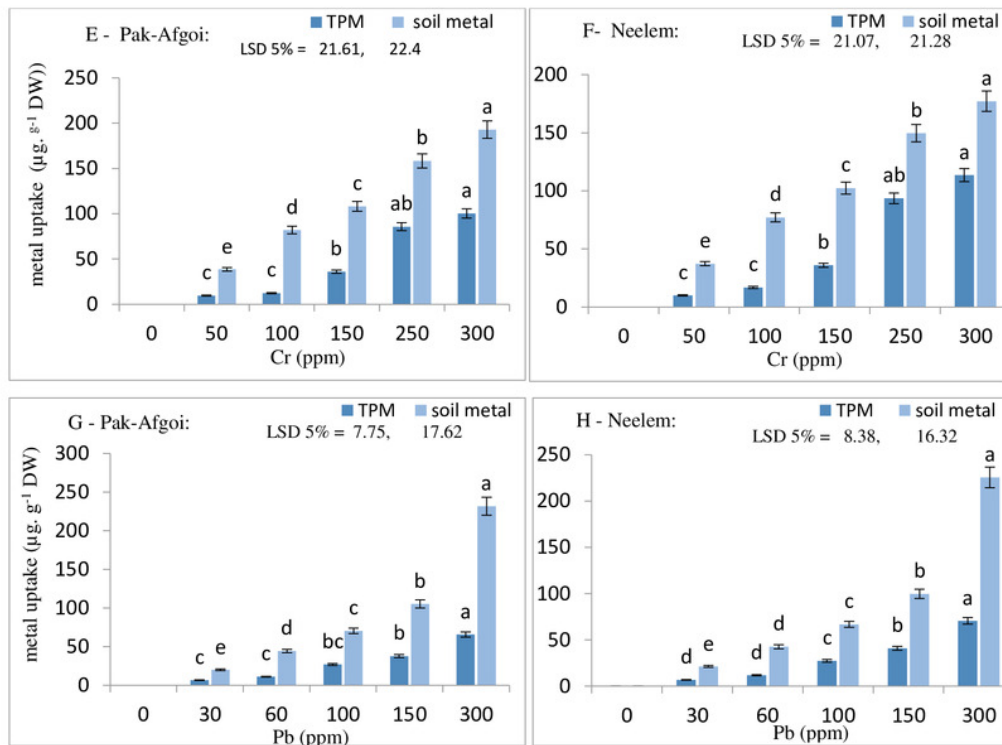 E - Pak-Afgoi:
TPM soil metal
LSD 5% = 21.61, 22.4
metal uptake (µg. g-1 DW))
250
200
150
100
50
0
c e c d b c ab b a a
0 50 100 150 250 300
Cr (ppm)
F- Neelem:
TPM soil metal
LSD 5% = 21.07, 21.28
200
150
100
50
0
c e c d b c ab b a a
0 50 100 150 250 300
Cr (ppm)
G - Pak-Afgoi:
TPM soil metal
LSD 5% = 7.75, 17.62
metal uptake (µg. g-1 DW)
300
250
200
150
100
50
0
c e c d bc c b b a a
0 30 60 100 150 300
Pb (ppm)
H - Neelem:
TPM soil metal
LSD 5% = 8.38, 16.32
250
200
150
100
50
0
d e d d c c b b a a
0 30 60 100 150 300
Pb (ppm)